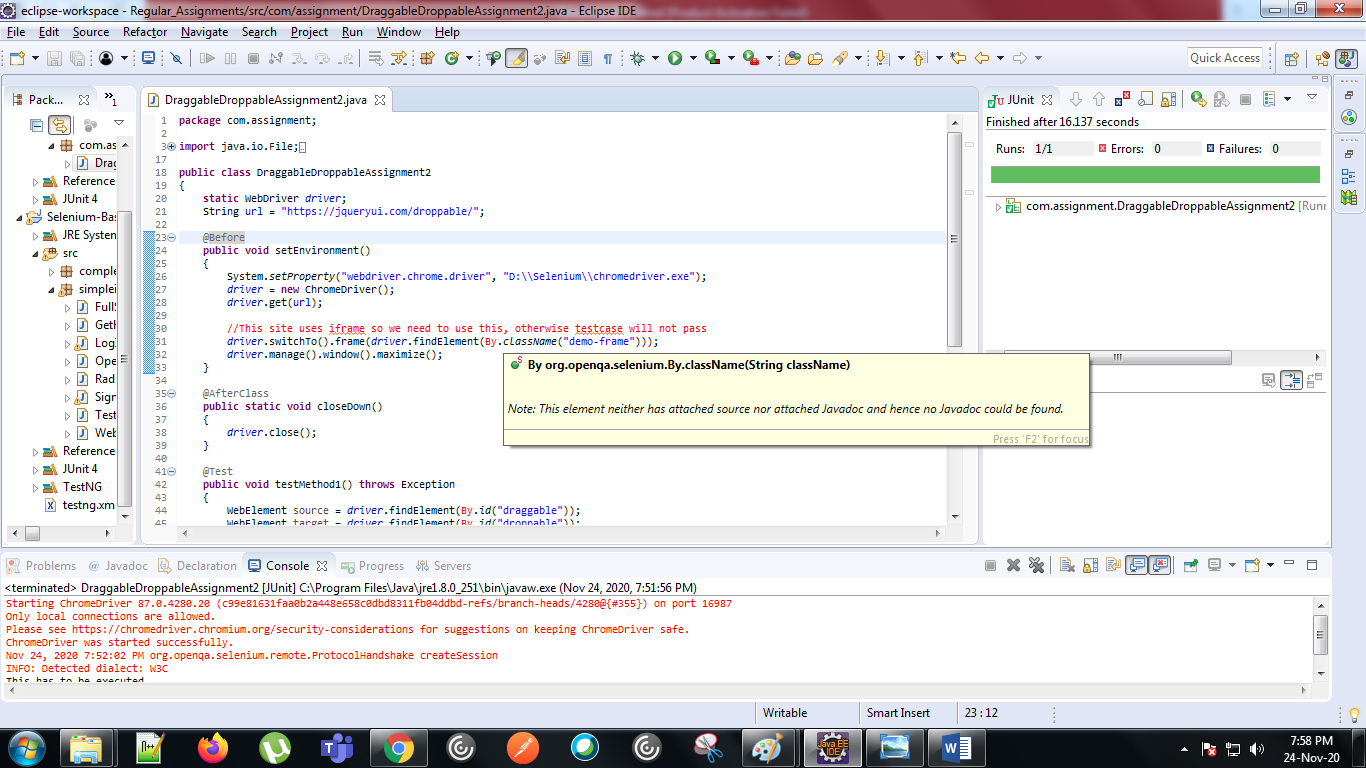 eclipse-workspace - Regular_Assignments/src/com/assignment/DraggableDroppableAssignment2.java - Eclipse IDE
File Edit Source Refactor Navigate Search Project Run Window Help
Quick Access
Pack...
com.as
Drag
Reference
JUnit 4
Selenium-Bas
JRE System
src
comple
simplei
FullS
Geth
Log
Ope
Rad
Sign
Test
Web
Reference
JUnit 4
TestNG
testng.xm
DraggableDroppableAssignment2.java
1 package com.assignment;
2
3 import java.io.File;
17
18 public class DraggableDroppableAssignment2
19 {
20 static WebDriver driver;
21 String url = "https://jqueryui.com/droppable/";
22
23 @Before
24 public void setEnvironment()
25 {
26 System.setProperty("webdriver.chrome.driver", "D:\\Selenium\\chromedriver.exe");
27 driver = new ChromeDriver();
28 driver.get(url);
29
30 //This site uses iframe so we need to use this, otherwise testcase will not pass
31 driver.switchTo().frame(driver.findElement(By.className("demo-frame")));
32 driver.manage().window().maximize();
33 }
34
35 @AfterClass
36 public static void closeDown()
37 {
38 driver.close();
39 }
40
41 @Test
42 public void testMethod1() throws Exception
43 {
44 WebElement source = driver.findElement(By.id("draggable"));
45 WebElement target = driver.findElement(By.id("droppable"));
By org.openqa.selenium.By.className(String className)
Note: This element neither has attached source nor attached Javadoc and hence no Javadoc could be found.
Press 'F2' for focus
JUnit
Finished after 16.137 seconds
Runs: 1/1 Errors: 0 Failures: 0
com.assignment.DraggableDroppableAssignment2 [Runn
Problems @ Javadoc Declaration Console Progress Servers
<terminated> DraggableDroppableAssignment2 [JUnit] C:\Program Files\Java\jre1.8.0_251\bin\javaw.exe (Nov 24, 2020, 7:51:56 PM)
Starting ChromeDriver 87.0.4280.20 (c99e81631faa0b2a448e658c0dbd8311fb04ddbd-refs/branch-heads/4280@{#355}) on port 16987
Only local connections are allowed.
Please see https://chromedriver.chromium.org/security-considerations for suggestions on keeping ChromeDriver safe.
ChromeDriver was started successfully.
Nov 24, 2020 7:52:02 PM org.openqa.selenium.remote.ProtocolHandshake createSession
INFO: Detected dialect: W3C
This has to be executed
Writable Smart Insert 23 : 12
Java EE IDE
7:58 PM
24-Nov-20